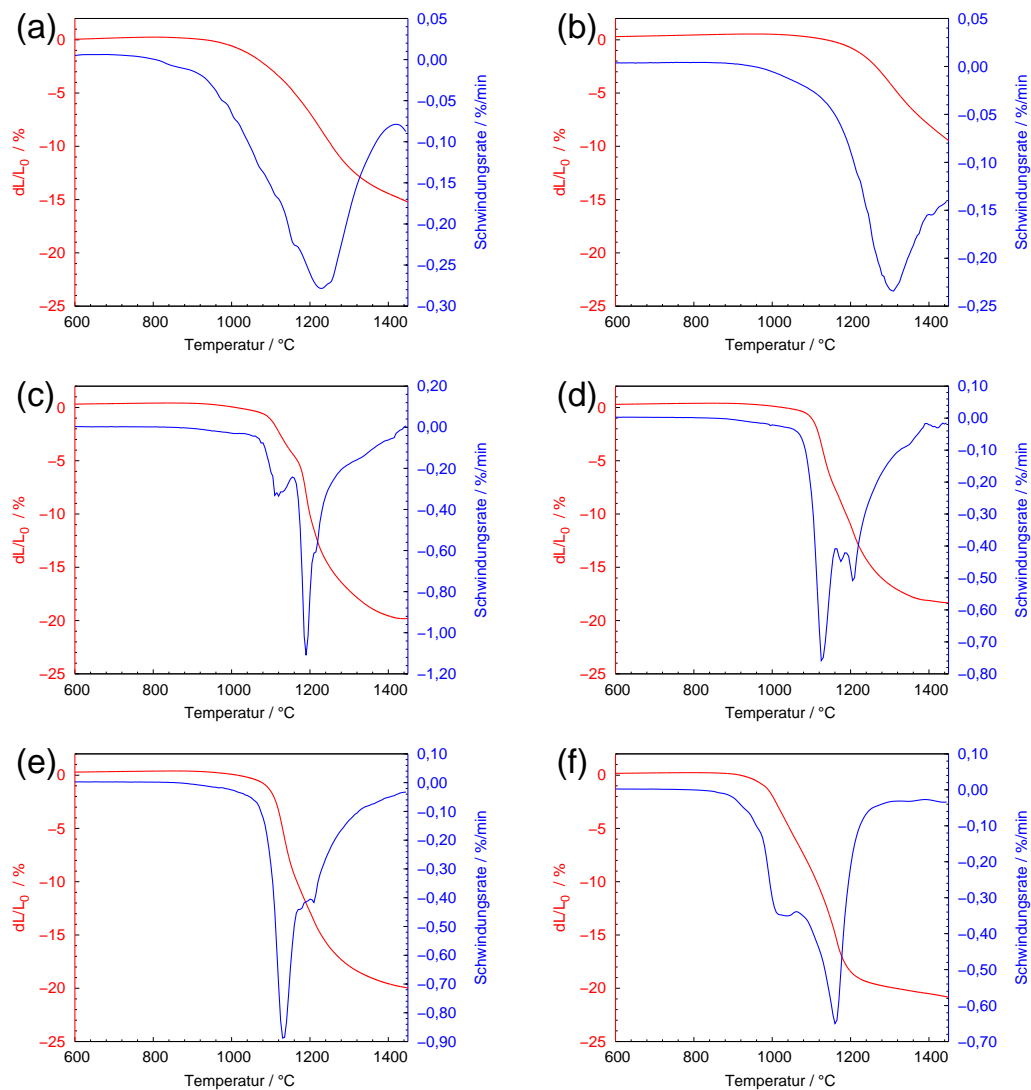 (a)
0
−5
−10
−15
−20
−25
600 800 1000 1200 1400
dL/L0 / %
Temperatur / °C
0,05
0,00
−0,05
−0,10
−0,15
−0,20
−0,25
−0,30
Schwindungsrate / %/min
(b)
0
−5
−10
−15
−20
−25
600 800 1000 1200 1400
dL/L0 / %
Temperatur / °C
0,05
0,00
−0,05
−0,10
−0,15
−0,20
−0,25
Schwindungsrate / %/min
(c)
0
−5
−10
−15
−20
−25
600 800 1000 1200 1400
dL/L0 / %
Temperatur / °C
0,20
0,00
−0,20
−0,40
−0,60
−0,80
−1,00
−1,20
Schwindungsrate / %/min
(d)
0
−5
−10
−15
−20
−25
600 800 1000 1200 1400
dL/L0 / %
Temperatur / °C
0,10
0,00
−0,10
−0,20
−0,30
−0,40
−0,50
−0,60
−0,70
−0,80
Schwindungsrate / %/min
(e)
0
−5
−10
−15
−20
−25
600 800 1000 1200 1400
dL/L0 / %
Temperatur / °C
0,10
0,00
−0,10
−0,20
−0,30
−0,40
−0,50
−0,60
−0,70
−0,80
−0,90
Schwindungsrate / %/min
(f)
0
−5
−10
−15
−20
−25
600 800 1000 1200 1400
dL/L0 / %
Temperatur / °C
0,10
0,00
−0,10
−0,20
−0,30
−0,40
−0,50
−0,60
−0,70
Schwindungsrate / %/min